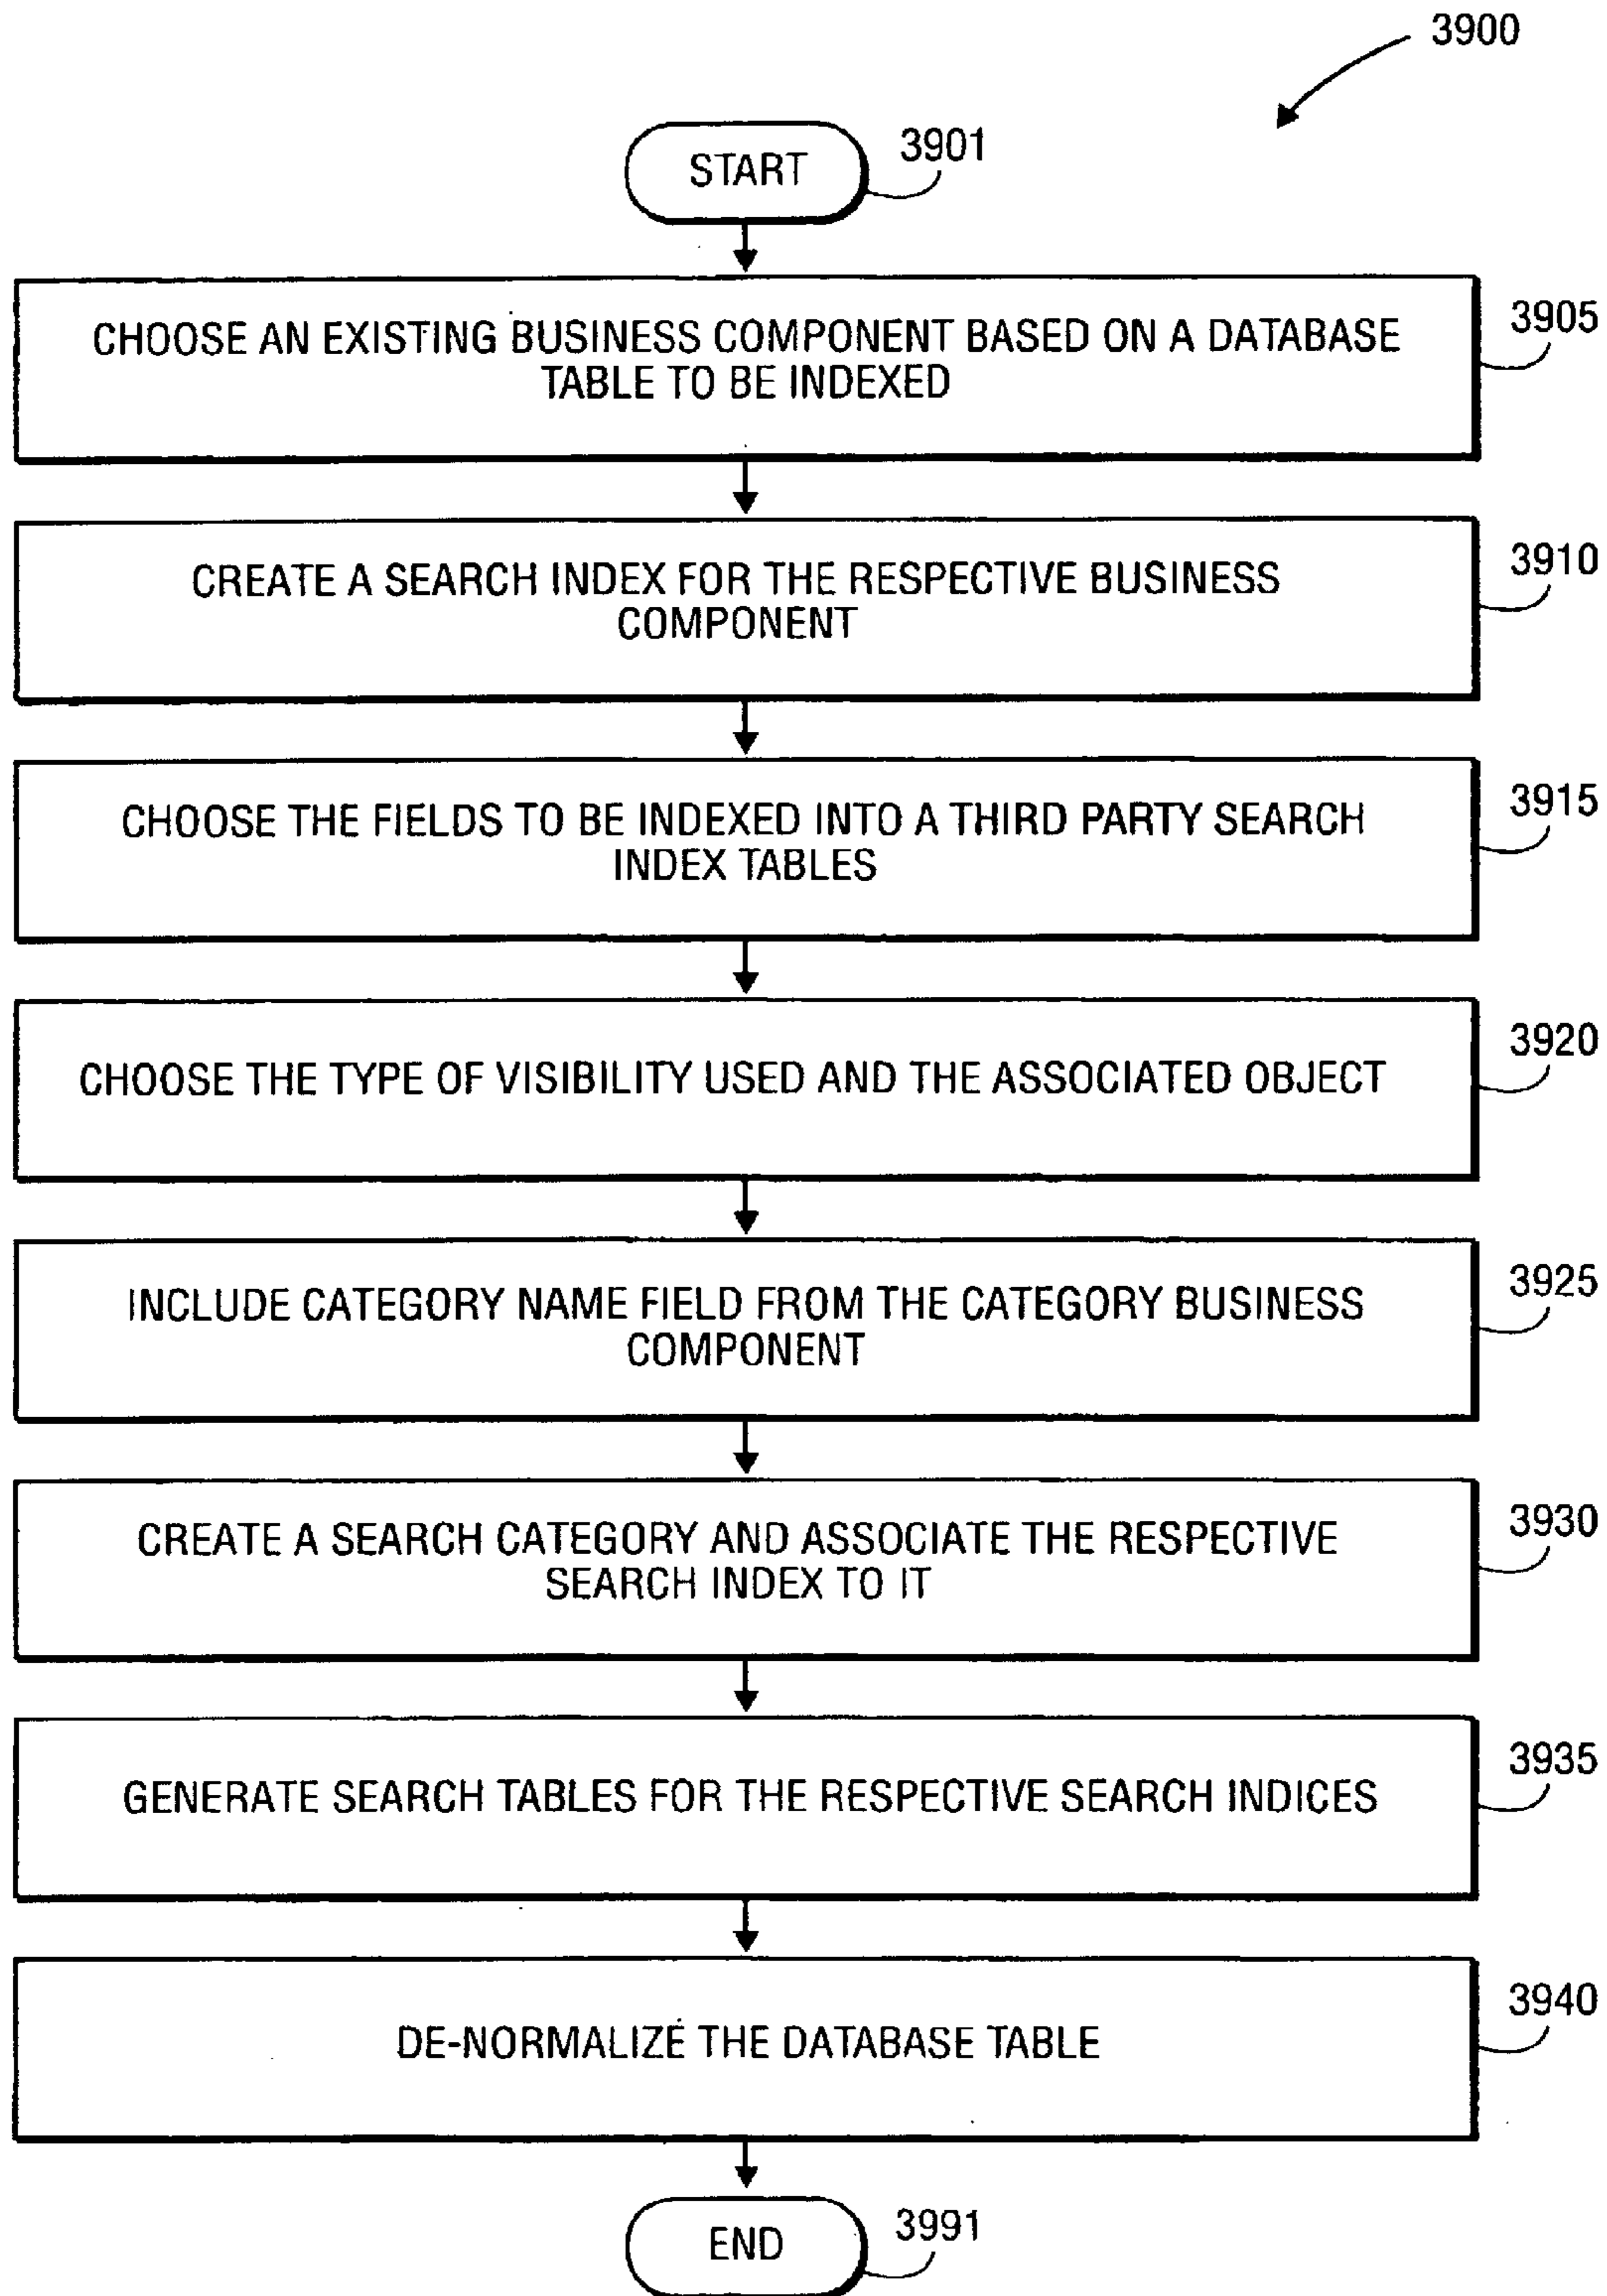 3900
START
3901
CHOOSE AN EXISTING BUSINESS COMPONENT BASED ON A DATABASE
TABLE TO BE INDEXED
3905
CREATE A SEARCH INDEX FOR THE RESPECTIVE BUSINESS
COMPONENT
3910
CHOOSE THE FIELDS TO BE INDEXED INTO A THIRD PARTY SEARCH
INDEX TABLES
3915
CHOOSE THE TYPE OF VISIBILITY USED AND THE ASSOCIATED OBJECT
3920
INCLUDE CATEGORY NAME FIELD FROM THE CATEGORY BUSINESS
COMPONENT
3925
CREATE A SEARCH CATEGORY AND ASSOCIATE THE RESPECTIVE
SEARCH INDEX TO IT
3930
GENERATE SEARCH TABLES FOR THE RESPECTIVE SEARCH INDICES
3935
DE-NORMALIZE THE DATABASE TABLE
3940
END
3991